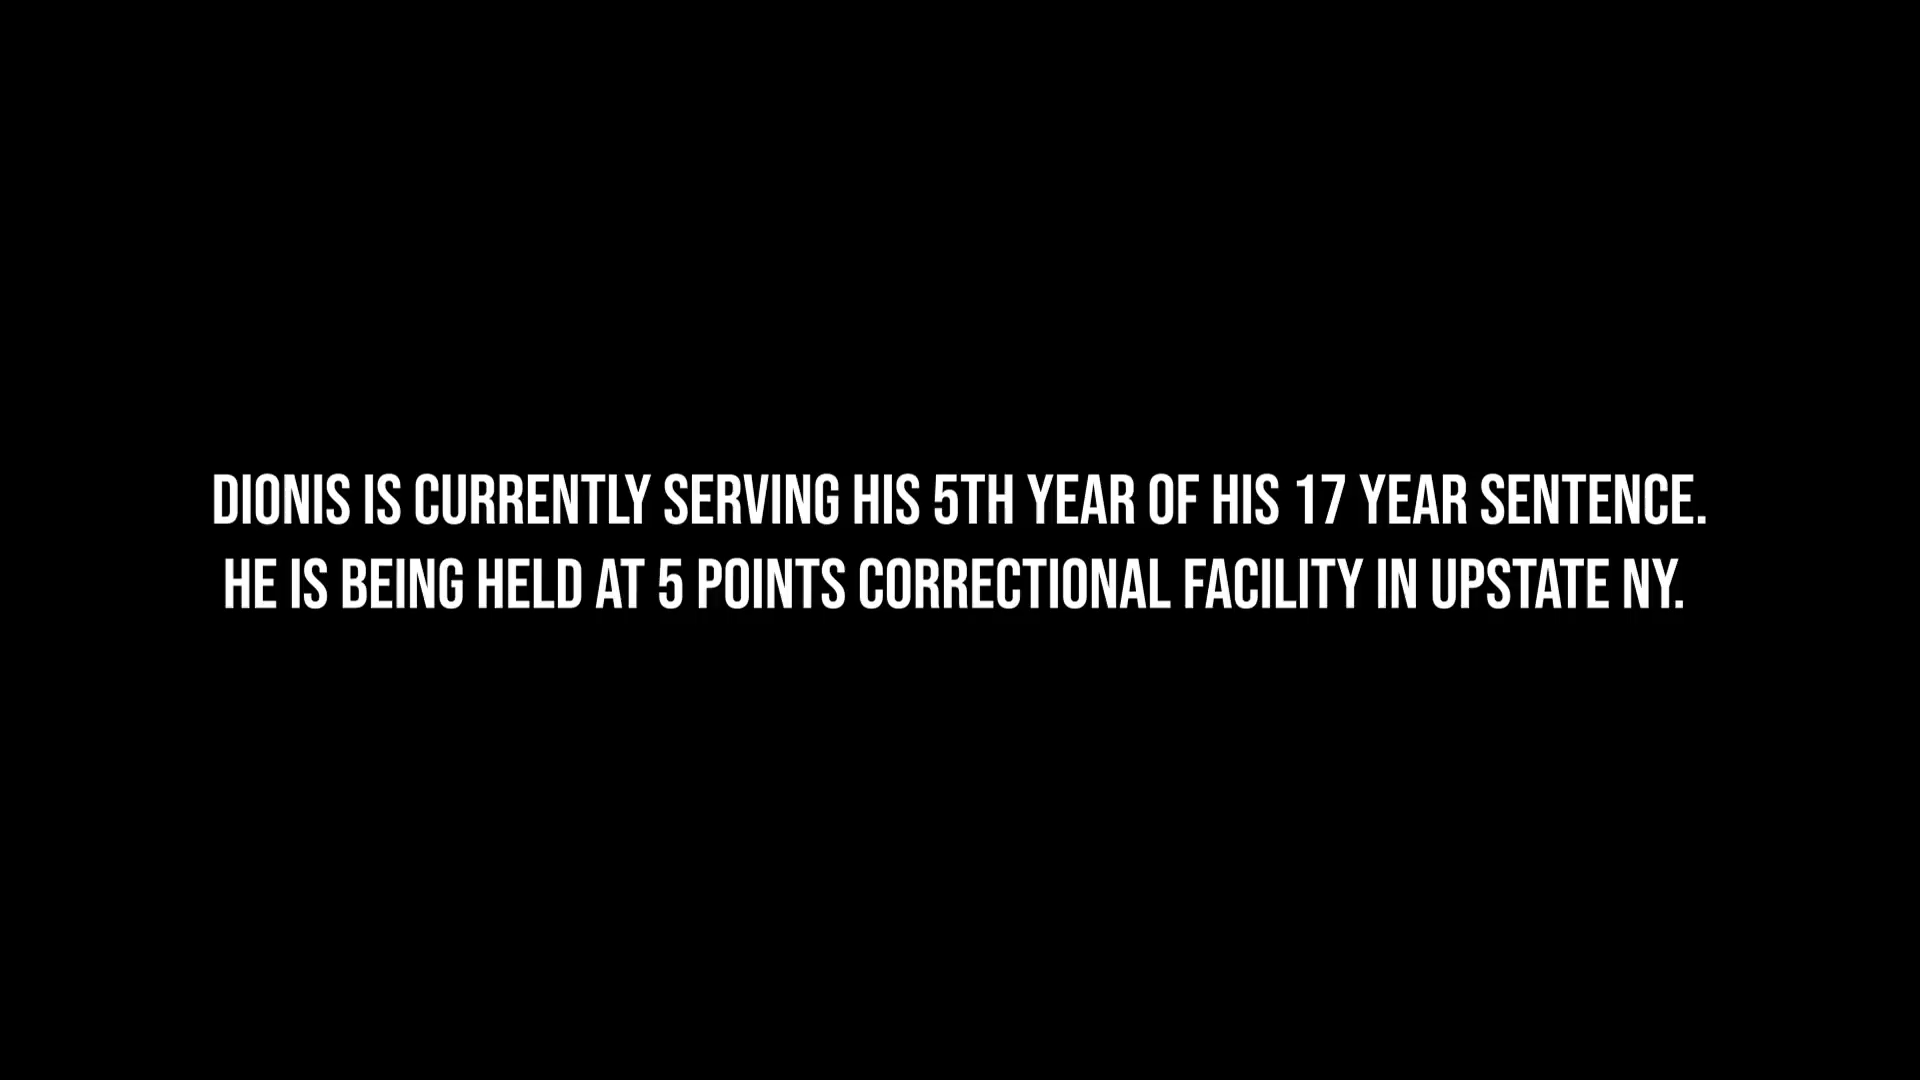 DIONIS IS CURRENTLY SERVING HIS 5TH YEAR OF HIS 17 YEAR SENTENCE.
HE IS BEING HELD AT 5 POINTS CORRECTIONAL FACILITY IN UPSTATE NY.